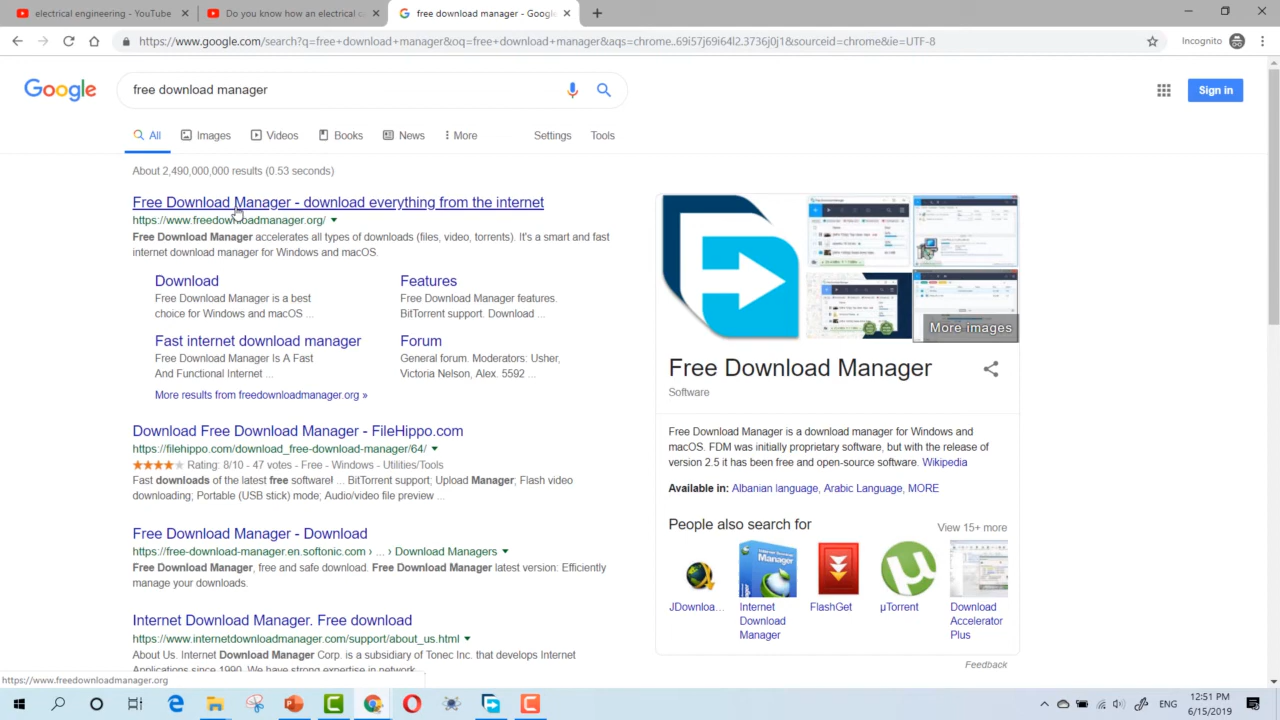 electrical engineering - YouTube
Do you know how an electrical c
free download manager - Google
https://www.google.com/search?q=free+download+manager&oq=free+download+manager&aqs=chrome..69i57j69i64l2.3736j0j1&sourceid=chrome&ie=UTF-8
Incognito
Google
free download manager
Sign in
All
Images
Videos
Books
News
More
Settings
Tools
About 2,490,000,000 results (0.53 seconds)
Free Download Manager - download everything from the internet
https://www.freedownloadmanager.org/
Free Download Manager accelerates all types of downloads (files, video, torrents). It's a smart and fast
internet download manager for Windows and macOS.
Download
Free Download Manager is a best
choice for Windows and macOS ...
Features
Free Download Manager features.
BitTorrent support. Download ...
Fast internet download manager
Free Download Manager Is A Fast
And Functional Internet ...
Forum
General forum. Moderators: Usher,
Victoria Nelson, Alex. 5592 ...
More results from freedownloadmanager.org »
Download Free Download Manager - FileHippo.com
https://filehippo.com/download_free-download-manager/64/
Rating: 8/10 - 47 votes - Free - Windows - Utilities/Tools
Fast downloads of the latest free software! ... BitTorrent support; Upload Manager; Flash video
downloading; Portable (USB stick) mode; Audio/video file preview ...
Free Download Manager - Download
https://free-download-manager.en.softonic.com › ... › Download Managers
Free Download Manager, free and safe download. Free Download Manager latest version: Efficiently
manage your downloads.
Internet Download Manager. Free download
https://www.internetdownloadmanager.com/support/about_us.html
About Us. Internet Download Manager Corp. is a subsidiary of Tonec Inc. that develops Internet
Applications since 1990. We have strong expertise in network
More images
Free Download Manager
Software
Free Download Manager is a download manager for Windows and
macOS. FDM was initially proprietary software, but with the release of
version 2.5 it has been free and open-source software. Wikipedia
Available in: Albanian language, Arabic Language, MORE
People also search for
View 15+ more
JDownloa...
Internet
Download
Manager
FlashGet
µTorrent
Download
Accelerator
Plus
Feedback
https://www.freedownloadmanager.org
ENG
12:51 PM
6/15/2019